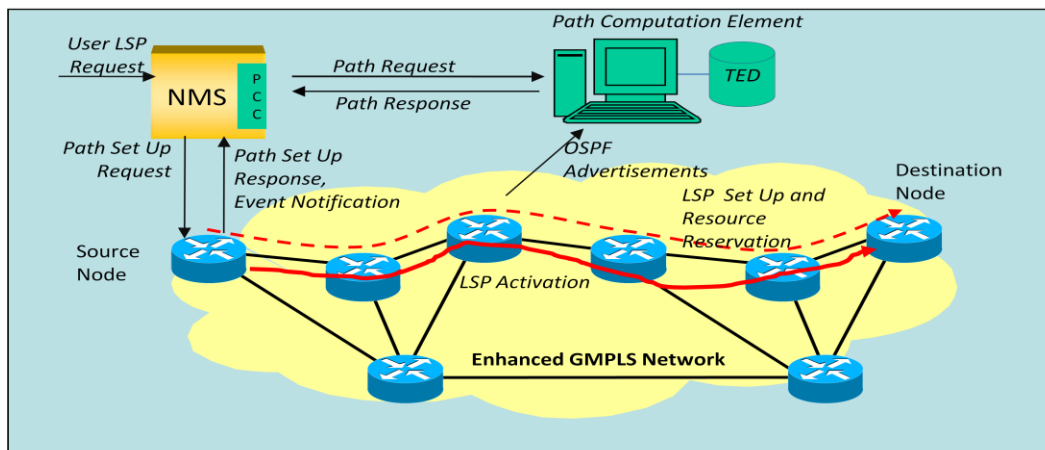 Path Computation Element
User LSP
Request
NMS
P
C
C
Path Request
Path Response
TED
Path Set Up
Request
Path Set Up
Response,
Event Notification
OSPF
Advertisements
Destination
Node
LSP Set Up and
Resource
Reservation
Source
Node
LSP Activation
Enhanced GMPLS Network